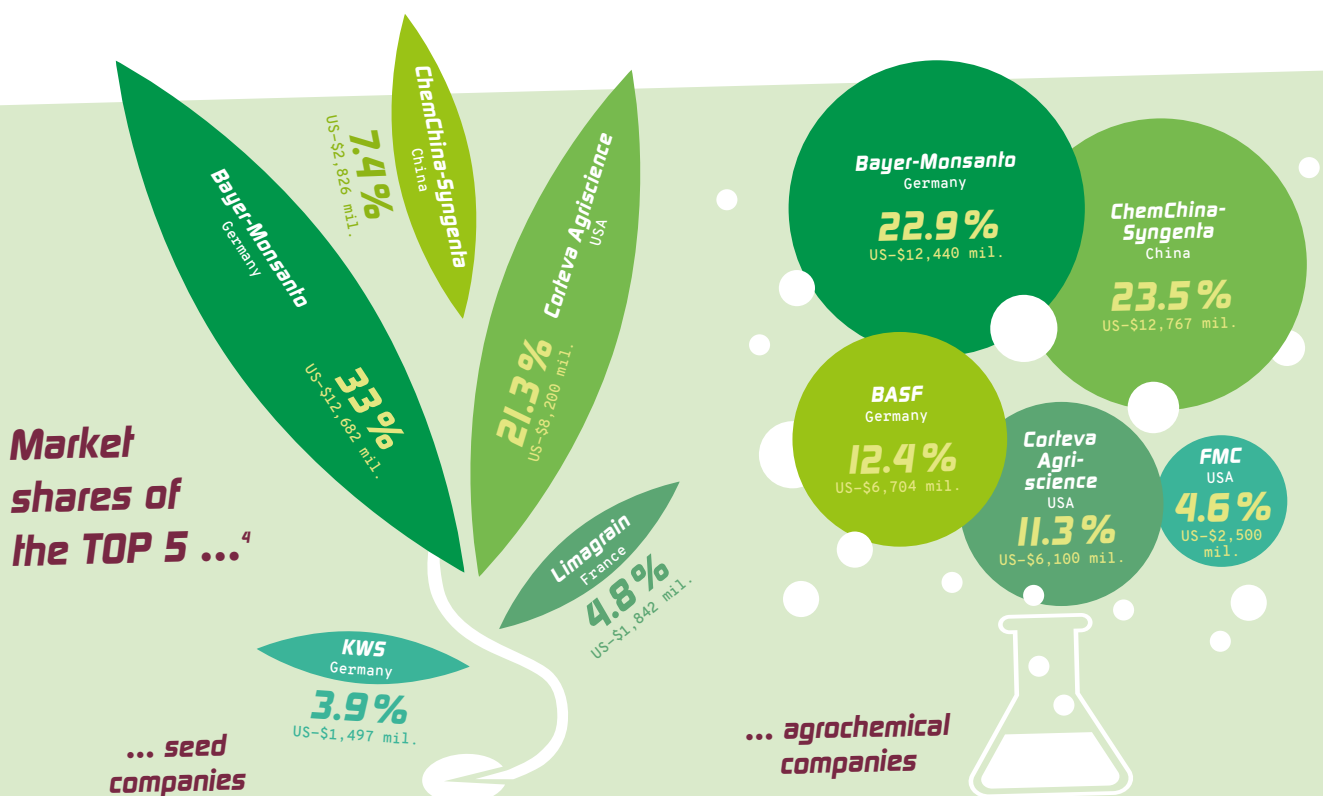 Market
shares of
the TOP 5 ...4
Bayer-Monsanto
Germany
33%
US-$12,682 mil.
ChemChina-Syngenta
China
7.4%
US-$2,826 mil.
Corteva Agriscience
USA
21.3%
US-$8,200 mil.
Limagrain
France
4.8%
US-$1,842 mil.
KWS
Germany
3.9%
US-$1,497 mil.
... seed
companies
Bayer-Monsanto
Germany
22.9%
US-$12,440 mil.
ChemChina-
Syngenta
China
23.5%
US-$12,767 mil.
BASF
Germany
12.4%
US-$6,704 mil.
Corteva
Agri-
science
USA
11.3%
US-$6,100 mil.
FMC
USA
4.6%
US-$2,500
mil.
... agrochemical
companies